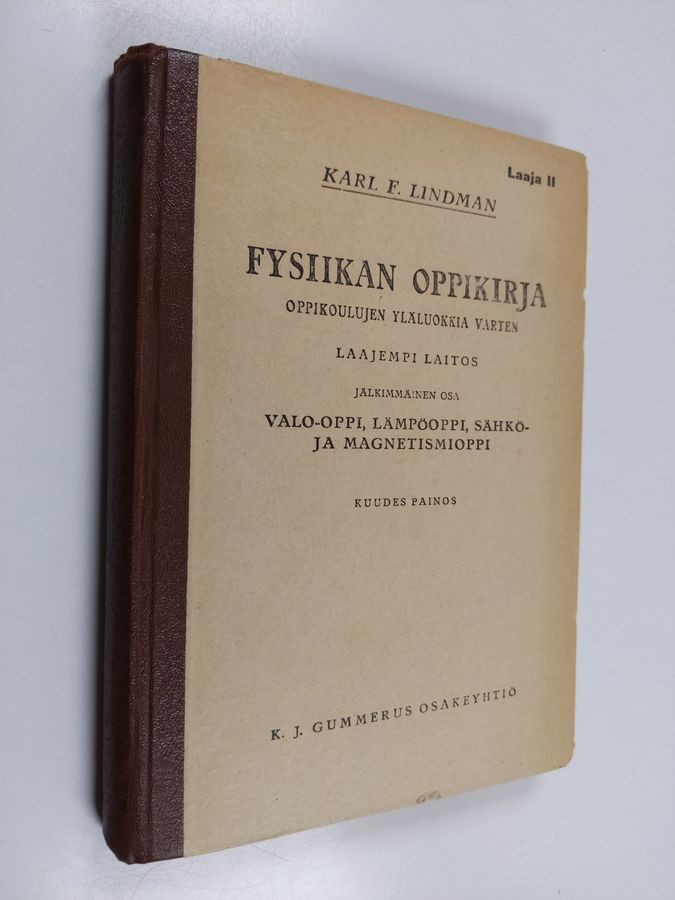 Laaja II
KARL F. LINDMAN
FYSIIKAN OPPIKIRJA
OPPIKOULUJEN YLÄLUOKKIA VARTEN
LAAJEMPI LAITOS
JÄLKIMMÄINEN OSA
VALO-OPPI, LÄMPÖOPPI, SÄHKÖ-
JA MAGNETISMIOPPI
KUUDES PAINOS
K. J. GUMMERUS OSAKEYHTIÖ